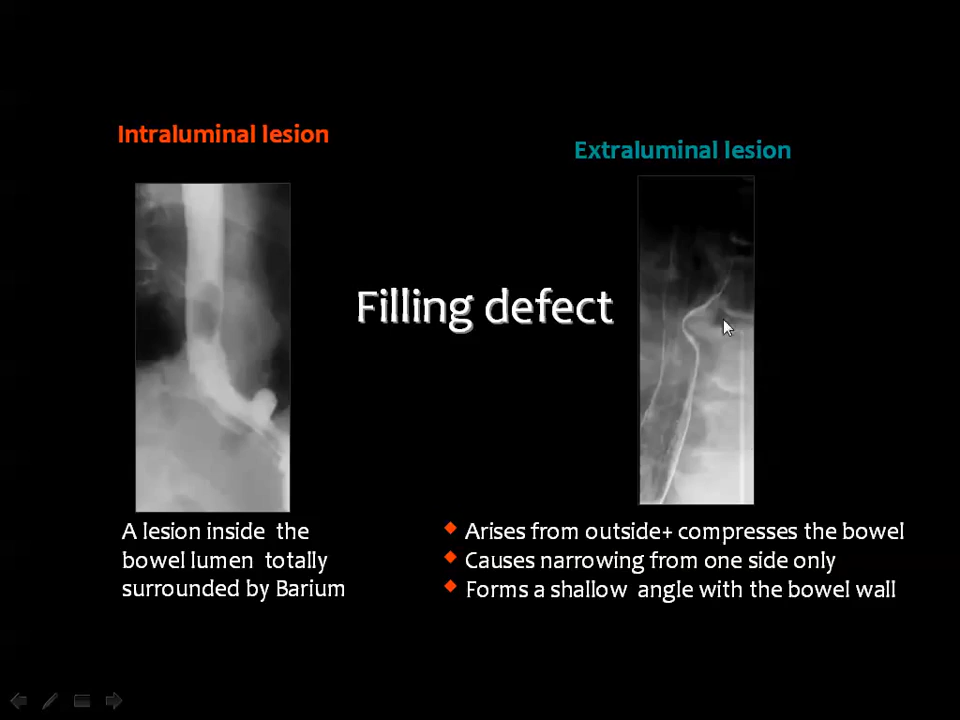 Intraluminal lesion
Extraluminal lesion
Filling defect
A lesion inside the
bowel lumen totally
surrounded by Barium
Arises from outside+ compresses the bowel
Causes narrowing from one side only
Forms a shallow angle with the bowel wall